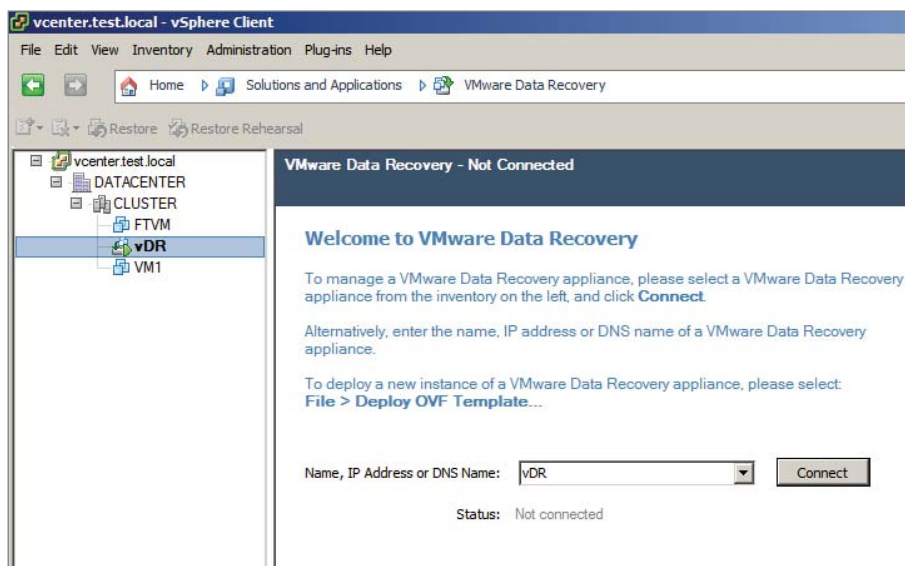 vcenter.test.local - vSphere Client
File Edit View Inventory Administration Plug-ins Help
Home Solutions and Applications VMware Data Recovery
Restore Restore Rehearsal
vcenter.test.local
DATACENTER
CLUSTER
FTVM
vDR
VM1
VMware Data Recovery - Not Connected
Welcome to VMware Data Recovery
To manage a VMware Data Recovery appliance, please select a VMware Data Recovery
appliance from the inventory on the left, and click Connect.
Alternatively, enter the name, IP address or DNS name of a VMware Data Recovery
appliance.
To deploy a new instance of a VMware Data Recovery appliance, please select:
File > Deploy OVF Template...
Name, IP Address or DNS Name: vDR Connect
Status: Not connected